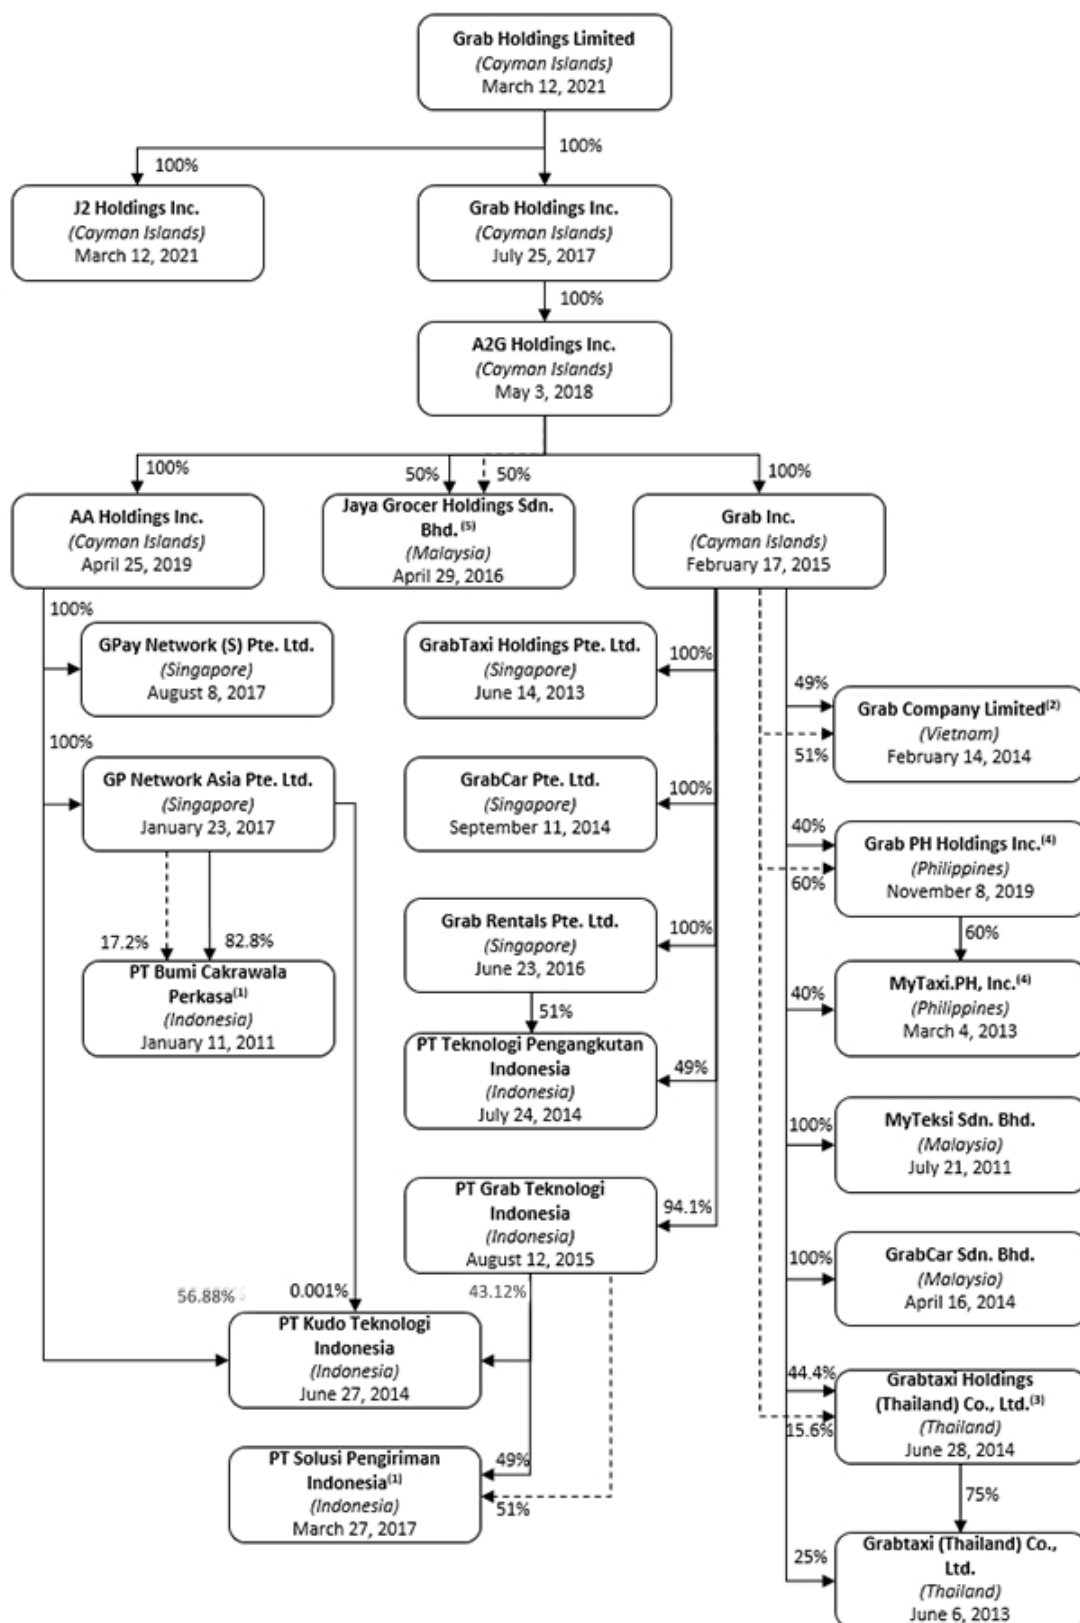 Grab Holdings Limited
(Cayman Islands)
March 12, 2021
100%
100%
J2 Holdings Inc.
(Cayman Islands)
March 12, 2021
Grab Holdings Inc.
(Cayman Islands)
July 25, 2017
100%
A2G Holdings Inc.
(Cayman Islands)
May 3, 2018
100%
50%
50%
100%
AA Holdings Inc.
(Cayman Islands)
April 25, 2019
Jaya Grocer Holdings Sdn.
Bhd. (5)
(Malaysia)
April 29, 2016
Grab Inc.
(Cayman Islands)
February 17, 2015
100%
GPay Network (S) Pte. Ltd.
(Singapore)
August 8, 2017
100%
GP Network Asia Pte. Ltd.
(Singapore)
January 23, 2017
17.2%
82.8%
PT Bumi Cakrawala
Perkasa(1)
(Indonesia)
January 11, 2011
GrabTaxi Holdings Pte. Ltd.
(Singapore)
June 14, 2013
100%
GrabCar Pte. Ltd.
(Singapore)
September 11, 2014
100%
Grab Rentals Pte. Ltd.
(Singapore)
June 23, 2016
100%
51%
PT Teknologi Pengangkutan
Indonesia
(Indonesia)
July 24, 2014
49%
PT Grab Teknologi
Indonesia
(Indonesia)
August 12, 2015
94.1%
56.88%
0.001%
43.12%
PT Kudo Teknologi
Indonesia
(Indonesia)
June 27, 2014
PT Solusi Pengiriman
Indonesia(1)
(Indonesia)
March 27, 2017
49%
51%
49%
51%
Grab Company Limited(2)
(Vietnam)
February 14, 2014
40%
60%
Grab PH Holdings Inc.(4)
(Philippines)
November 8, 2019
60%
40%
MyTaxi.PH, Inc.(4)
(Philippines)
March 4, 2013
100%
MyTeksi Sdn. Bhd.
(Malaysia)
July 21, 2011
100%
GrabCar Sdn. Bhd.
(Malaysia)
April 16, 2014
44.4%
15.6%
Grabtaxi Holdings
(Thailand) Co., Ltd.(3)
(Thailand)
June 28, 2014
75%
25%
Grabtaxi (Thailand) Co.,
Ltd.
(Thailand)
June 6, 2013